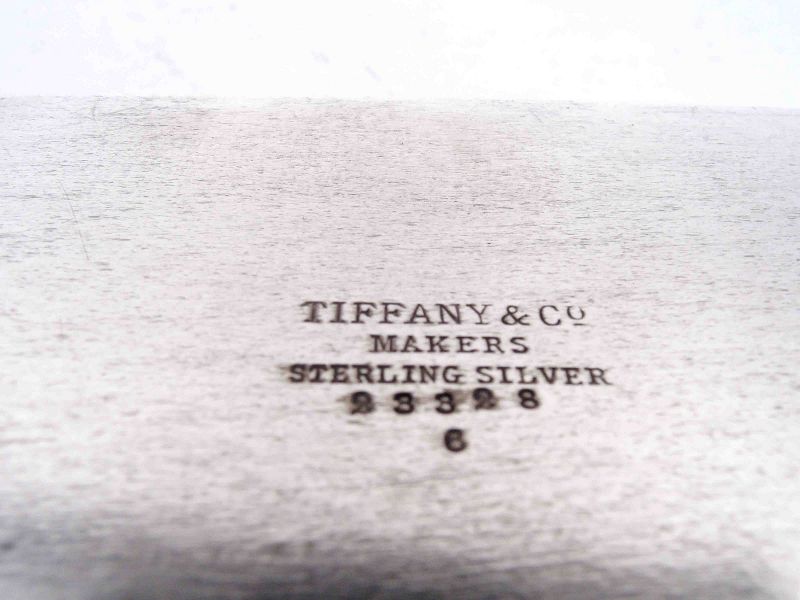 TIFFANY & Co
MAKERS
STERLING SILVER
23328
6